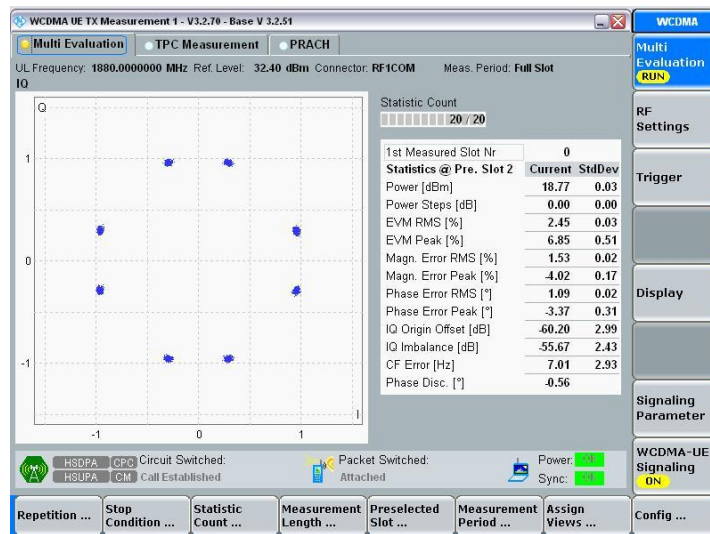 WCDMA UE TX Measurement 1 - V3.2.70 - Base V 3.2.51
WCDMA
Multi Evaluation
TPC Measurement
PRACH
Multi Evaluation
RUN
UL Frequency: 1880.0000000 MHz Ref. Level: 32.40 dBm Connector: RF1COM Meas. Period: Full Slot
IQ
Q
1
0
-1
-1 0 1
I
Statistic Count
20 / 20
1st Measured Slot Nr 0
Statistics @ Pre. Slot 2 Current StdDev
Power [dBm] 18.77 0.03
Power Steps [dB] 0.00 0.00
EVM RMS [%] 2.45 0.03
EVM Peak [%] 6.85 0.51
Magn. Error RMS [%] 1.53 0.02
Magn. Error Peak [%] -4.02 0.17
Phase Error RMS [°] 1.09 0.02
Phase Error Peak [°] -3.37 0.31
IQ Origin Offset [dB] -60.20 2.99
IQ Imbalance [dB] -55.67 2.43
CF Error [Hz] 7.01 2.93
Phase Disc. [°] -0.56
RF Settings
Trigger
Display
Signaling Parameter
WCDMA-UE Signaling
ON
HSDPA CPC Circuit Switched:
HSUPA CM Call Established
Packet Switched:
Attached
Power:
Sync:
Repetition ...
Stop Condition ...
Statistic Count ...
Measurement Length ...
Preselected Slot ...
Measurement Period ...
Assign Views ...
Config ...